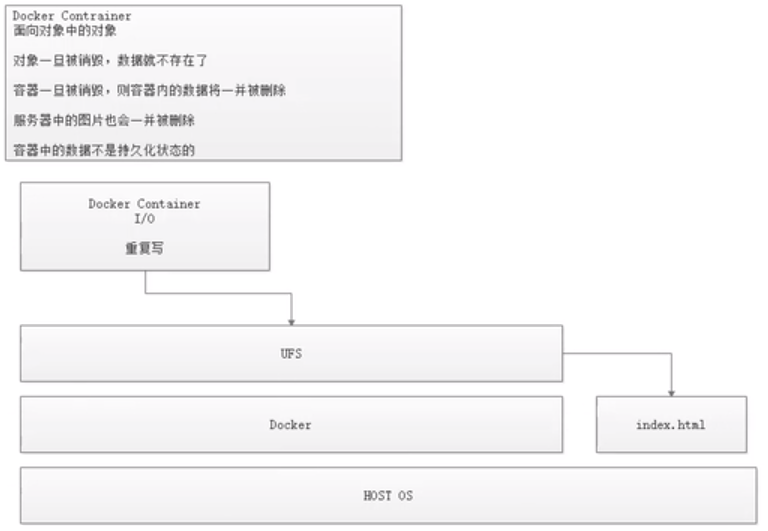 Docker Contrainer
面向对象中的对象
对象一旦被销毁，数据就不存在了
容器一旦被销毁，则容器内的数据将一并被删除
服务器中的图片也会一并被删除
容器中的数据不是持久化状态的
Docker Container
I/O
重复写
UFS
Docker
index.html
HOST OS